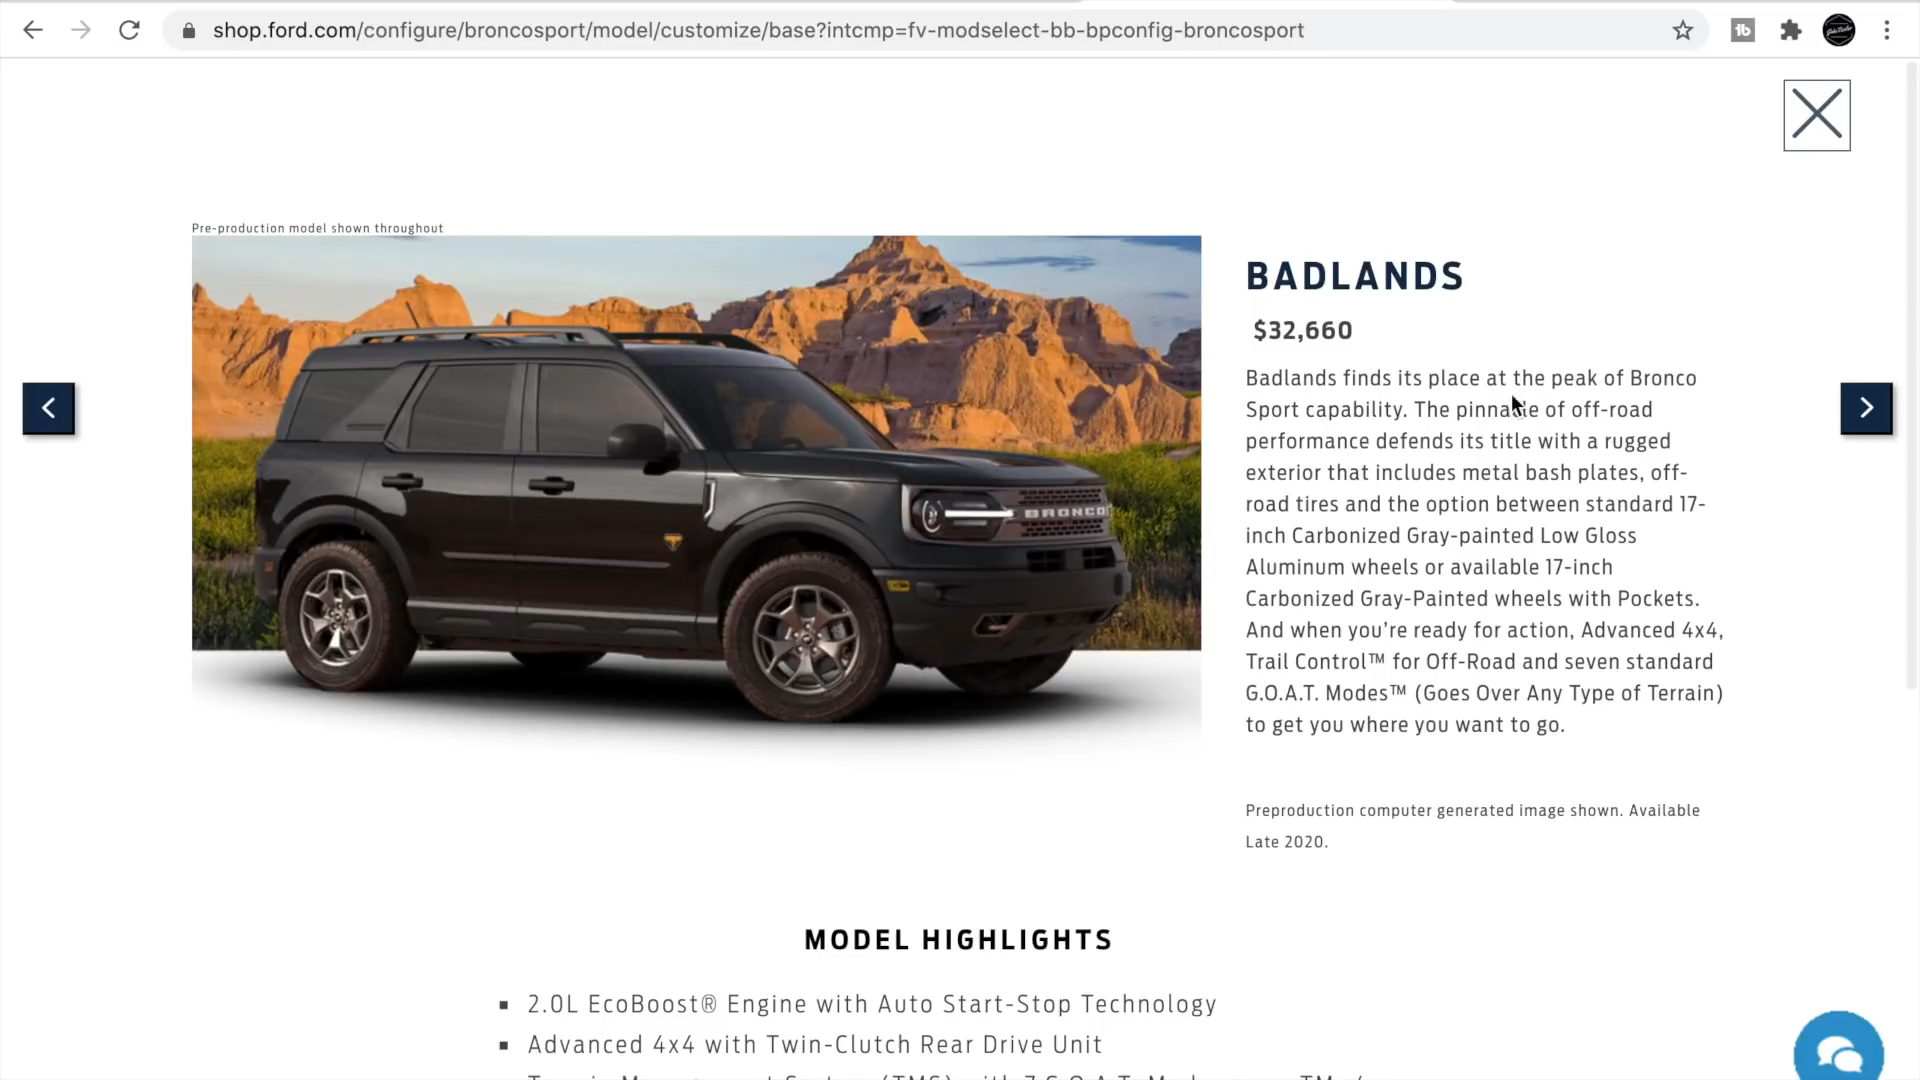 shop.ford.com/configure/broncosport/model/customize/base?intcmp=fv-modselect-bb-bpconfig-broncosport
Pre-production model shown throughout
BRONCO
BADLANDS
$32,660
Badlands finds its place at the peak of Bronco
Sport capability. The pinnacle of off-road
performance defends its title with a rugged
exterior that includes metal bash plates, off-
road tires and the option between standard 17-
inch Carbonized Gray-painted Low Gloss
Aluminum wheels or available 17-inch
Carbonized Gray-Painted wheels with Pockets.
And when you’re ready for action, Advanced 4x4,
Trail Control™ for Off-Road and seven standard
G.O.A.T. Modes™ (Goes Over Any Type of Terrain)
to get you where you want to go.
Preproduction computer generated image shown. Available
Late 2020.
MODEL HIGHLIGHTS
▪ 2.0L EcoBoost® Engine with Auto Start-Stop Technology
▪ Advanced 4x4 with Twin-Clutch Rear Drive Unit